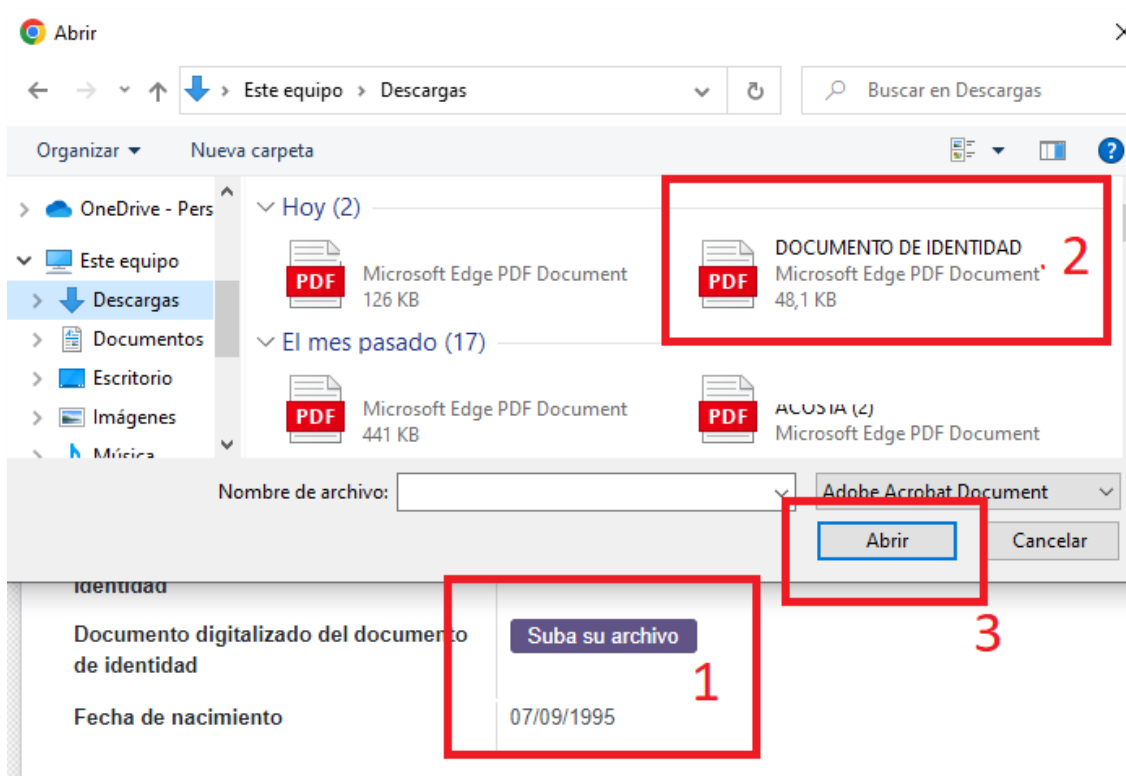 Abrir
Este equipo > Descargas
Buscar en Descargas
Organizar
Nueva carpeta
OneDrive - Pers
Este equipo
Descargas
Documentos
Escritorio
Imágenes
Música
Hoy (2)
PDF
Microsoft Edge PDF Document
126 KB
PDF
DOCUMENTO DE IDENTIDAD
Microsoft Edge PDF Document
48,1 KB
2
El mes pasado (17)
PDF
Microsoft Edge PDF Document
441 KB
PDF
ACOSTA (2)
Microsoft Edge PDF Document
Nombre de archivo:
Adobe Acrobat Document
Abrir
Cancelar
3
identidad
Documento digitalizado del documento
de identidad
Suba su archivo
1
Fecha de nacimiento
07/09/1995